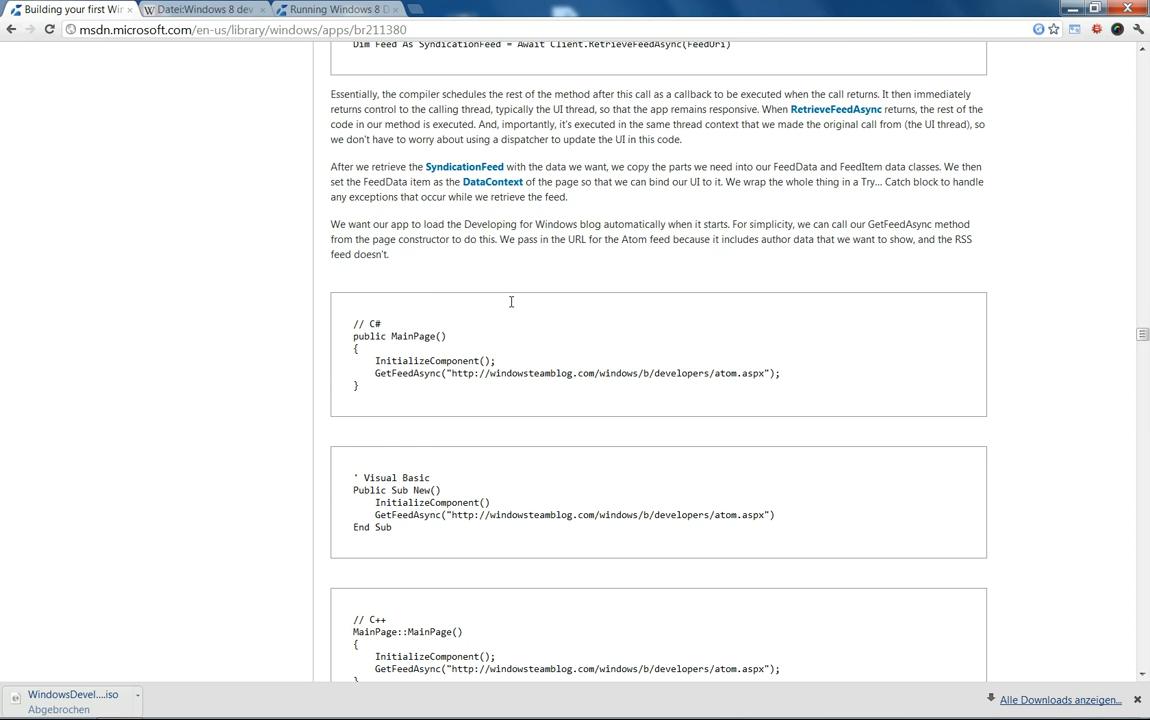 Building your first Wir
Datei:Windows 8 dev
Running Windows 8 D
msdn.microsoft.com/en-us/library/windows/apps/br211380
Dim Feed As SyndicationFeed = Await Client.RetrieveFeedAsync(FeedUri)
Essentially, the compiler schedules the rest of the method after this call as a callback to be executed when the call returns. It then immediately
returns control to the calling thread, typically the UI thread, so that the app remains responsive. When RetrieveFeedAsync returns, the rest of the
code in our method is executed. And, importantly, it's executed in the same thread context that we made the original call from (the UI thread), so
we don't have to worry about using a dispatcher to update the UI in this code.
After we retrieve the SyndicationFeed with the data we want, we copy the parts we need into our FeedData and FeedItem data classes. We then
set the FeedData item as the DataContext of the page so that we can bind our UI to it. We wrap the whole thing in a Try... Catch block to handle
any exceptions that occur while we retrieve the feed.
We want our app to load the Developing for Windows blog automatically when it starts. For simplicity, we can call our GetFeedAsync method
from the page constructor to do this. We pass in the URL for the Atom feed because it includes author data that we want to show, and the RSS
feed doesn't.
// C#
public MainPage()
{
InitializeComponent();
GetFeedAsync("http://windowsteamblog.com/windows/b/developers/atom.aspx");
}
' Visual Basic
Public Sub New()
InitializeComponent()
GetFeedAsync("http://windowsteamblog.com/windows/b/developers/atom.aspx")
End Sub
// C++
MainPage::MainPage()
{
InitializeComponent();
GetFeedAsync("http://windowsteamblog.com/windows/b/developers/atom.aspx");
}
WindowsDevel....iso
Abgebrochen
Alle Downloads anzeigen...